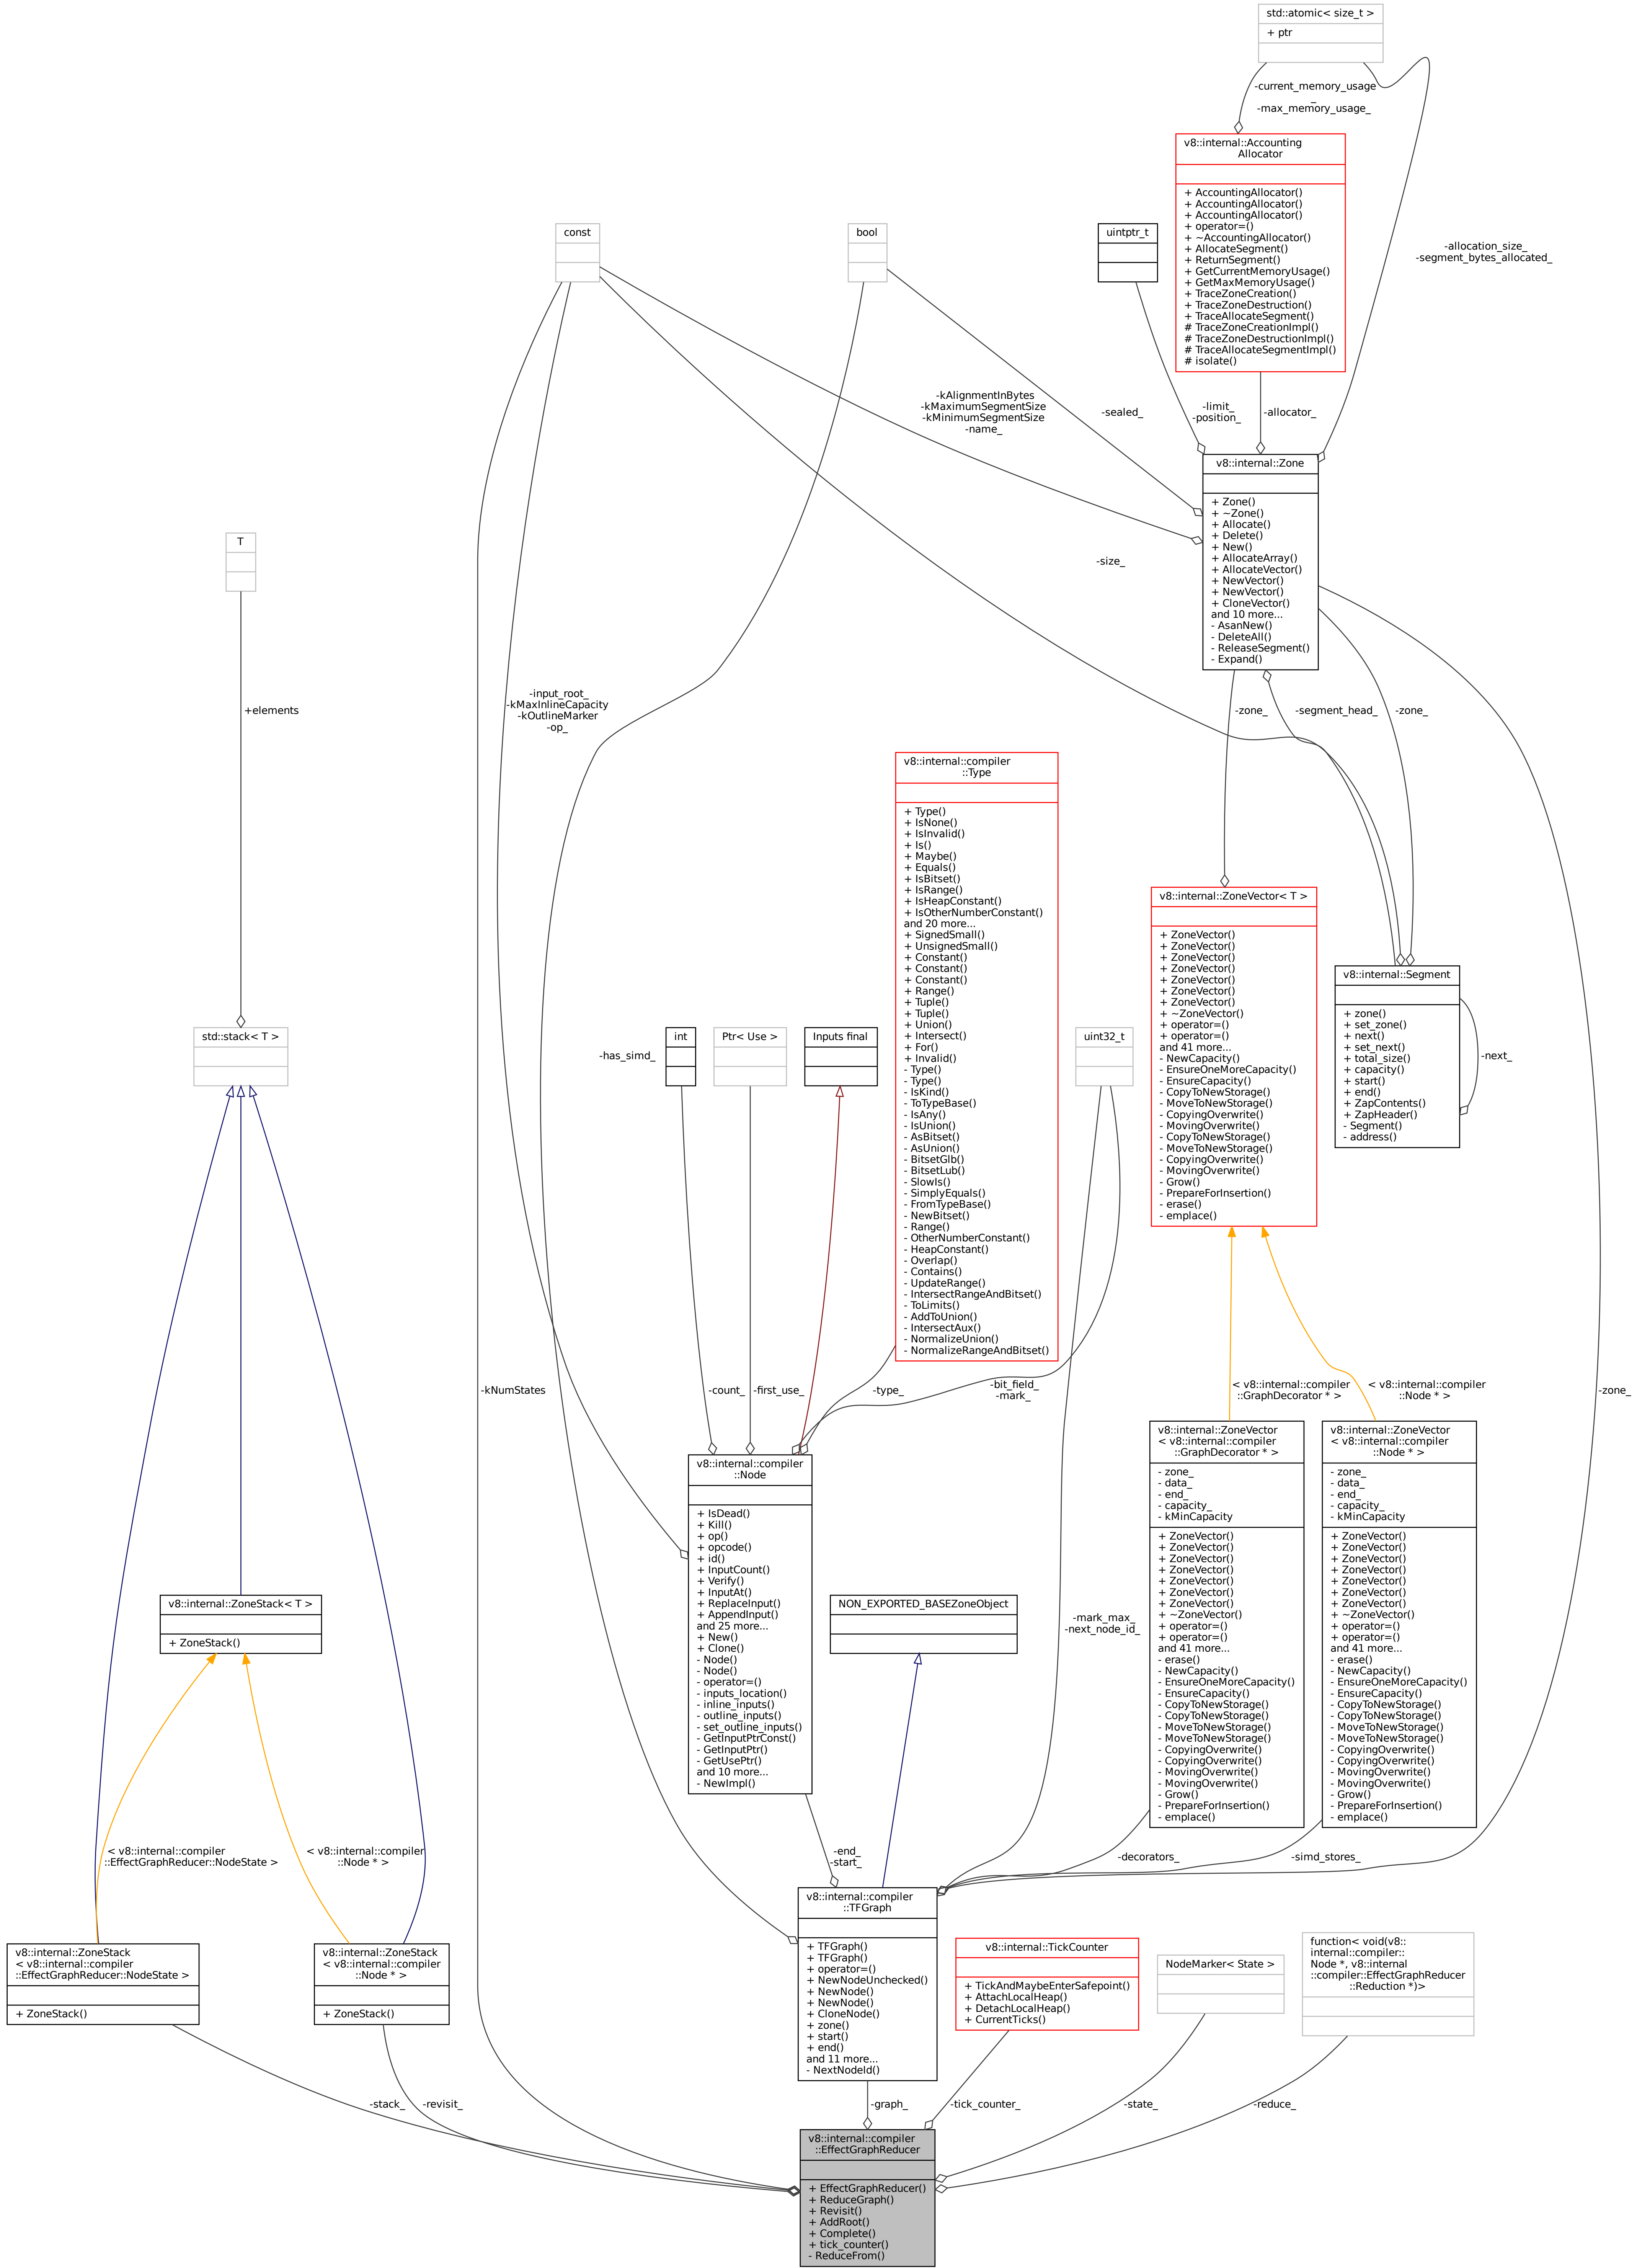 std::atomic< size_t >
+ ptr
-current_memory_usage
_
-max_memory_usage_
v8::internal::Accounting
Allocator
+ AccountingAllocator()
+ AccountingAllocator()
+ AccountingAllocator()
+ operator=()
+ ~AccountingAllocator()
+ AllocateSegment()
+ ReturnSegment()
+ GetCurrentMemoryUsage()
+ GetMaxMemoryUsage()
+ TraceZoneCreation()
+ TraceZoneDestruction()
+ TraceAllocateSegment()
# TraceZoneCreationImpl()
# TraceZoneDestructionImpl()
# TraceAllocateSegmentImpl()
# isolate()
const
bool
uintptr_t
-allocation_size_
-segment_bytes_allocated_
-kAlignmentInBytes
-kMaximumSegmentSize
-kMinimumSegmentSize
-name_
-sealed_
-limit_
-position_
-allocator_
v8::internal::Zone
+ Zone()
+ ~Zone()
+ Allocate()
+ Delete()
+ New()
+ AllocateArray()
+ AllocateVector()
+ NewVector()
+ NewVector()
+ CloneVector()
and 10 more...
- AsanNew()
- DeleteAll()
- ReleaseSegment()
- Expand()
-size_
T
+elements
-input_root_
-kMaxInlineCapacity
-kOutlineMarker
-op_
-zone_
-segment_head_
-zone_
v8::internal::compiler
::Type
+ Type()
+ IsNone()
+ IsInvalid()
+ Is()
+ Maybe()
+ Equals()
+ IsBitset()
+ IsRange()
+ IsHeapConstant()
+ IsOtherNumberConstant()
and 20 more...
+ SignedSmall()
+ UnsignedSmall()
+ Constant()
+ Constant()
+ Constant()
+ Range()
+ Tuple()
+ Tuple()
+ Union()
+ Intersect()
+ For()
+ Invalid()
- Type()
- Type()
- IsKind()
- ToTypeBase()
- IsAny()
- IsUnion()
- AsBitset()
- AsUnion()
- BitsetGlb()
- BitsetLub()
- SlowIs()
- SimplyEquals()
- FromTypeBase()
- NewBitset()
- Range()
- OtherNumberConstant()
- HeapConstant()
- Overlap()
- Contains()
- UpdateRange()
- IntersectRangeAndBitset()
- ToLimits()
- AddToUnion()
- IntersectAux()
- NormalizeUnion()
- NormalizeRangeAndBitset()
v8::internal::ZoneVector< T >
+ ZoneVector()
+ ZoneVector()
+ ZoneVector()
+ ZoneVector()
+ ZoneVector()
+ ZoneVector()
+ ZoneVector()
+ ~ZoneVector()
+ operator=()
+ operator=()
and 41 more...
- NewCapacity()
- EnsureOneMoreCapacity()
- EnsureCapacity()
- CopyToNewStorage()
- MoveToNewStorage()
- CopyingOverwrite()
- MovingOverwrite()
- CopyToNewStorage()
- MoveToNewStorage()
- CopyingOverwrite()
- MovingOverwrite()
- Grow()
- PrepareForInsertion()
- erase()
- emplace()
v8::internal::Segment
+ zone()
+ set_zone()
+ next()
+ set_next()
+ total_size()
+ capacity()
+ start()
+ end()
+ ZapContents()
+ ZapHeader()
- Segment()
- address()
-next_
std::stack< T >
-has_simd_
int
Ptr< Use >
Inputs final
uint32_t
-kNumStates
-count_
-first_use_
-type_
-bit_field_
-mark_
< v8::internal::compiler
::GraphDecorator * >
< v8::internal::compiler
::Node * >
-zone_
v8::internal::compiler
::Node
+ IsDead()
+ Kill()
+ op()
+ opcode()
+ id()
+ InputCount()
+ Verify()
+ InputAt()
+ ReplaceInput()
+ AppendInput()
and 25 more...
+ New()
+ Clone()
- Node()
- Node()
- operator=()
- inputs_location()
- inline_inputs()
- outline_inputs()
- set_outline_inputs()
- GetInputPtrConst()
- GetInputPtr()
- GetUsePtr()
and 10 more...
- NewImpl()
v8::internal::ZoneVector
< v8::internal::compiler
::GraphDecorator * >
- zone_
- data_
- end_
- capacity_
- kMinCapacity
+ ZoneVector()
+ ZoneVector()
+ ZoneVector()
+ ZoneVector()
+ ZoneVector()
+ ZoneVector()
+ ZoneVector()
+ ~ZoneVector()
+ operator=()
+ operator=()
and 41 more...
- erase()
- NewCapacity()
- EnsureOneMoreCapacity()
- EnsureCapacity()
- CopyToNewStorage()
- CopyToNewStorage()
- MoveToNewStorage()
- MoveToNewStorage()
- CopyingOverwrite()
- CopyingOverwrite()
- MovingOverwrite()
- MovingOverwrite()
- Grow()
- PrepareForInsertion()
- emplace()
v8::internal::ZoneVector
< v8::internal::compiler
::Node * >
- zone_
- data_
- end_
- capacity_
- kMinCapacity
+ ZoneVector()
+ ZoneVector()
+ ZoneVector()
+ ZoneVector()
+ ZoneVector()
+ ZoneVector()
+ ZoneVector()
+ ~ZoneVector()
+ operator=()
+ operator=()
and 41 more...
- erase()
- NewCapacity()
- EnsureOneMoreCapacity()
- EnsureCapacity()
- CopyToNewStorage()
- CopyToNewStorage()
- MoveToNewStorage()
- MoveToNewStorage()
- CopyingOverwrite()
- CopyingOverwrite()
- MovingOverwrite()
- MovingOverwrite()
- Grow()
- PrepareForInsertion()
- emplace()
v8::internal::ZoneStack< T >
+ ZoneStack()
NON_EXPORTED_BASEZoneObject
-mark_max_
-next_node_id_
< v8::internal::compiler
::EffectGraphReducer::NodeState >
< v8::internal::compiler
::Node * >
-end_
-start_
-decorators_
-simd_stores_
v8::internal::ZoneStack
< v8::internal::compiler
::EffectGraphReducer::NodeState >
+ ZoneStack()
v8::internal::ZoneStack
< v8::internal::compiler
::Node * >
+ ZoneStack()
v8::internal::compiler
::TFGraph
+ TFGraph()
+ TFGraph()
+ operator=()
+ NewNodeUnchecked()
+ NewNode()
+ NewNode()
+ CloneNode()
+ zone()
+ start()
+ end()
and 11 more...
- NextNodeId()
v8::internal::TickCounter
+ TickAndMaybeEnterSafepoint()
+ AttachLocalHeap()
+ DetachLocalHeap()
+ CurrentTicks()
NodeMarker< State >
function< void(v8::
internal::compiler::
Node *, v8::internal
::compiler::EffectGraphReducer
::Reduction *)>
-stack_
-revisit_
-graph_
-tick_counter_
-state_
-reduce_
v8::internal::compiler
::EffectGraphReducer
+ EffectGraphReducer()
+ ReduceGraph()
+ Revisit()
+ AddRoot()
+ Complete()
+ tick_counter()
- ReduceFrom()